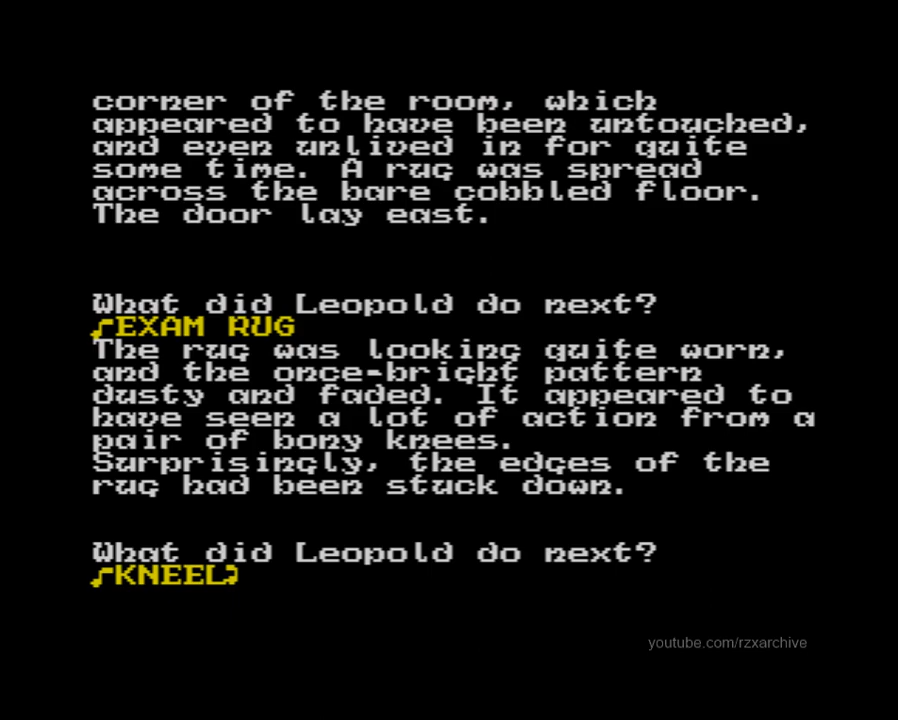 corner of the room, which
appeared to have been untouched,
and even unlived in for quite
some time. A rug was spread
across the bare cobbled floor.
The door lay east.
What did Leopold do next?
EXAM RUG
The rug was looking quite worn,
and the once-bright pattern
dusty and faded. It appeared to
have seen a lot of action from a
pair of bony knees.
Surprisingly, the edges of the
rug had been stuck down.
What did Leopold do next?
KNEEL
youtube.com/rzxarchive